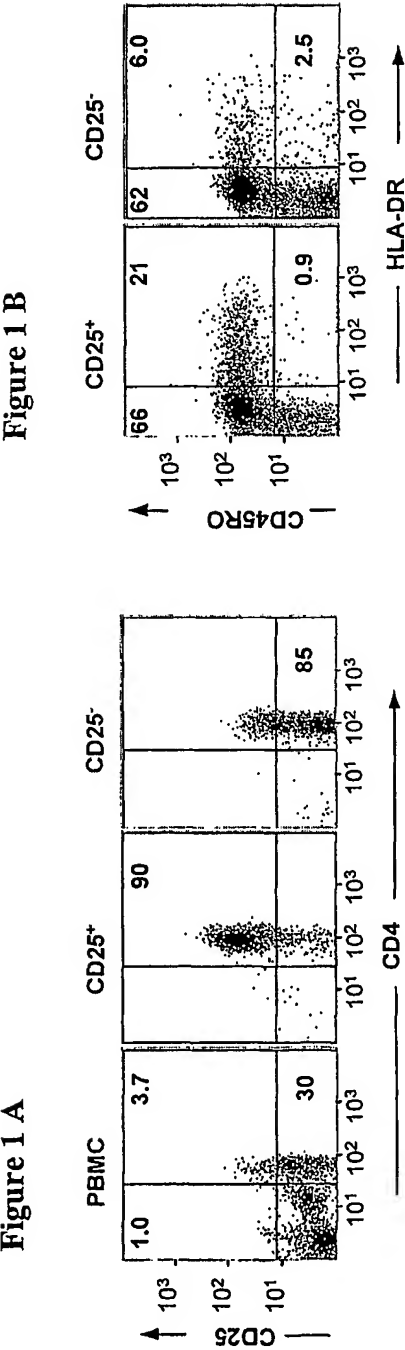 Figure 1 A
PBMC
CD25⁺
CD25⁻
1.0
3.7
30
90
85
10³
10²
10¹
CD25
10¹
10²
10³
10¹
10²
10³
10¹
10²
10³
CD4
Figure 1 B
CD25⁺
CD25⁻
66
21
0.9
62
6.0
2.5
10³
10²
10¹
CD45RO
10¹
10²
10³
10¹
10²
10³
HLA-DR